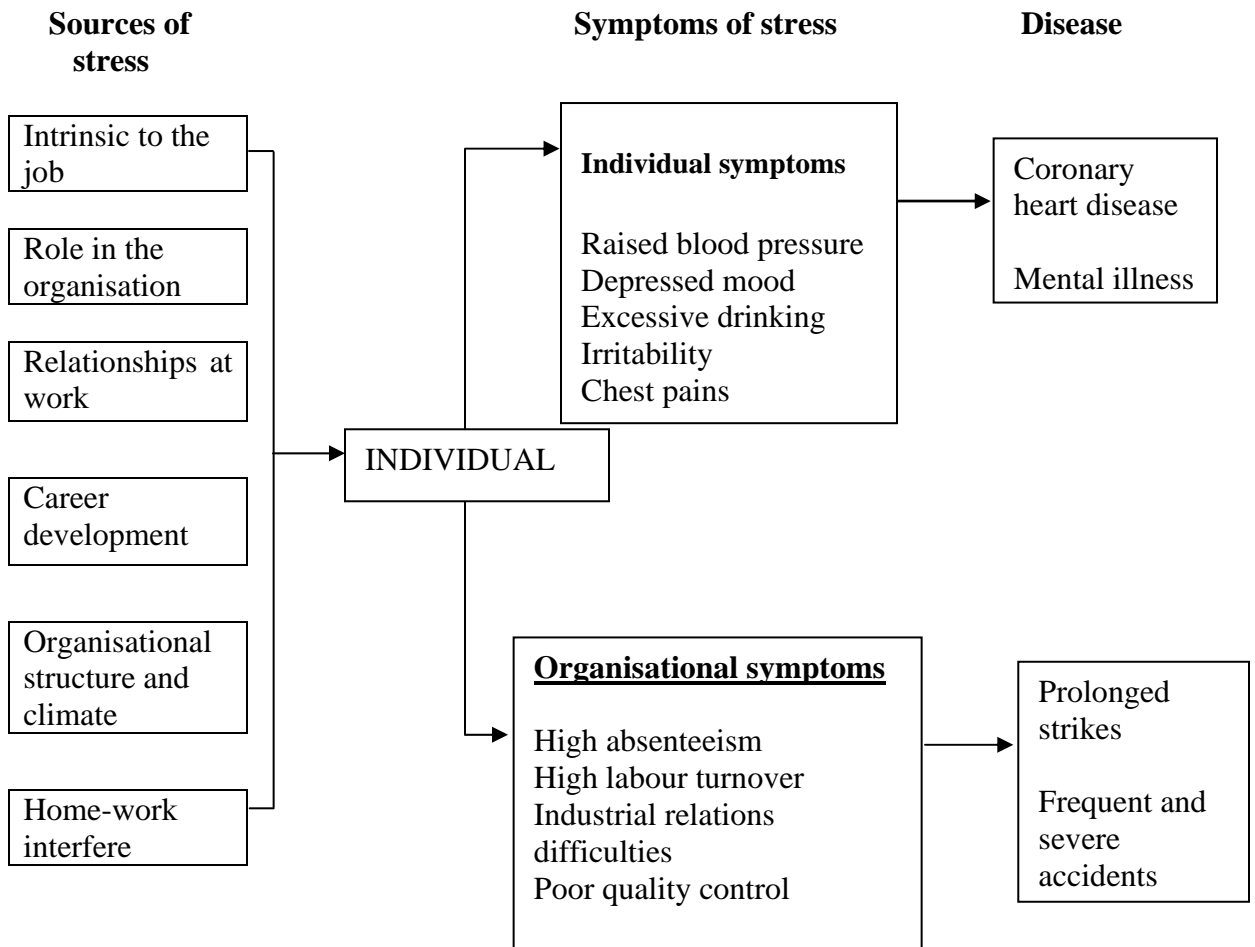 Sources of
stress
Symptoms of stress
Disease
Intrinsic to the
job
Role in the
organisation
Relationships at
work
Career
development
Organisational
structure and
climate
Home-work
interfere
INDIVIDUAL
Individual symptoms
Raised blood pressure
Depressed mood
Excessive drinking
Irritability
Chest pains
Coronary
heart disease
Mental illness
Organisational symptoms
High absenteeism
High labour turnover
Industrial relations
difficulties
Poor quality control
Prolonged
strikes
Frequent and
severe
accidents